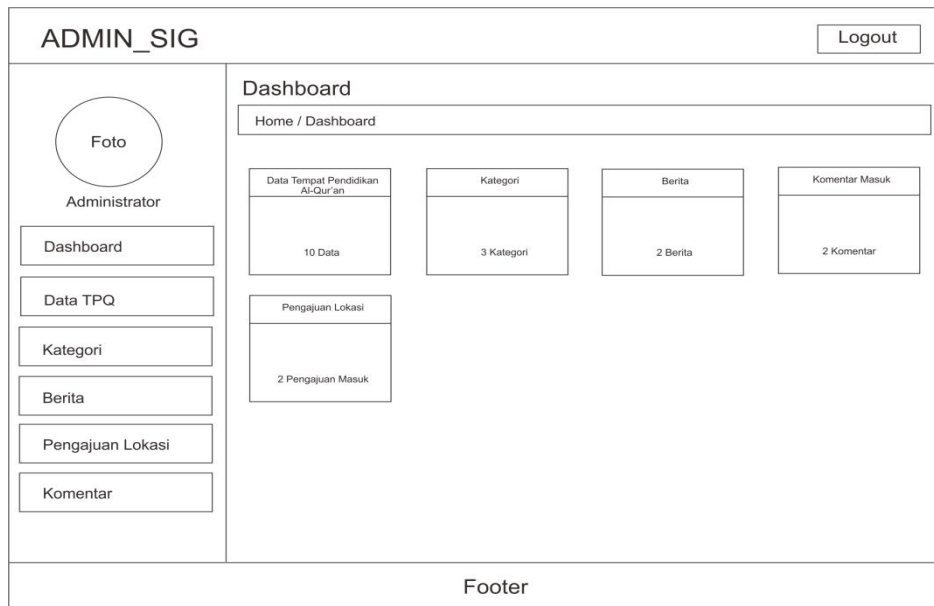 ADMIN_SIG
Logout
Foto
Administrator
Dashboard
Data TPQ
Kategori
Berita
Pengajuan Lokasi
Komentar
Dashboard
Home / Dashboard
Data Tempat Pendidikan
Al-Qur'an
10 Data
Kategori
3 Kategori
Berita
2 Berita
Komentar Masuk
2 Komentar
Pengajuan Lokasi
2 Pengajuan Masuk
Footer